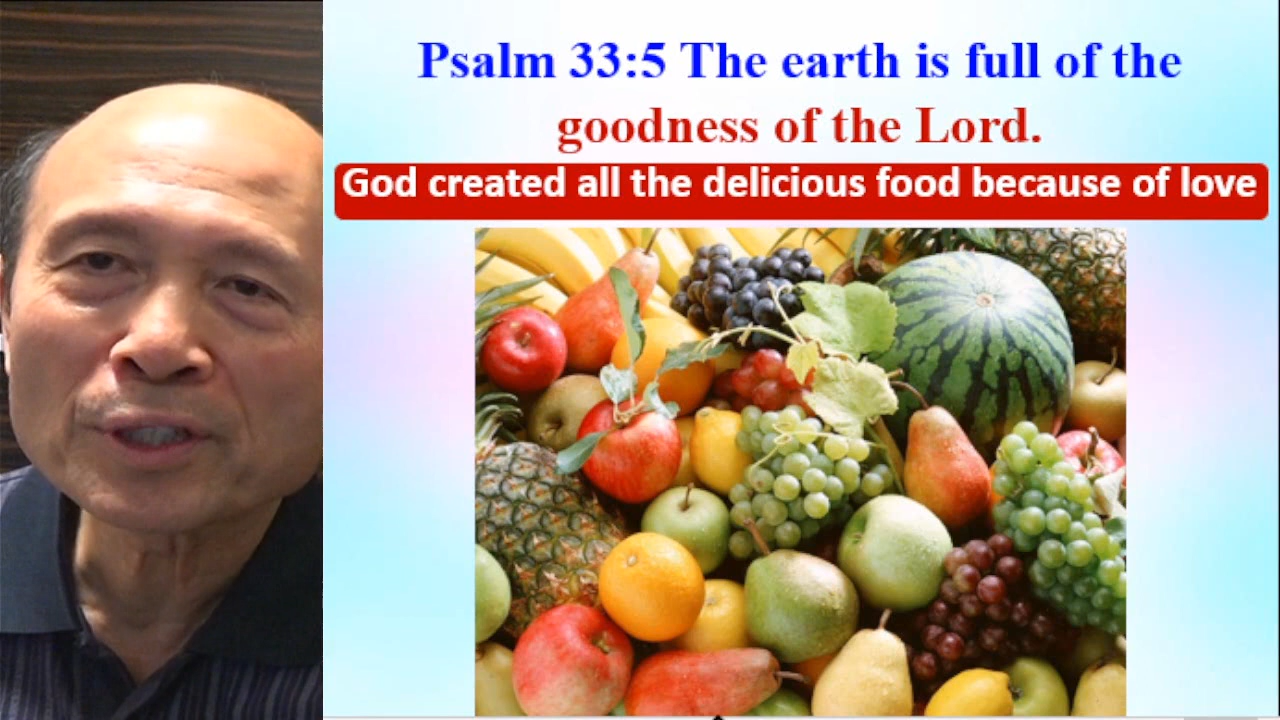 Psalm 33:5 The earth is full of the
goodness of the Lord.
God created all the delicious food because of love